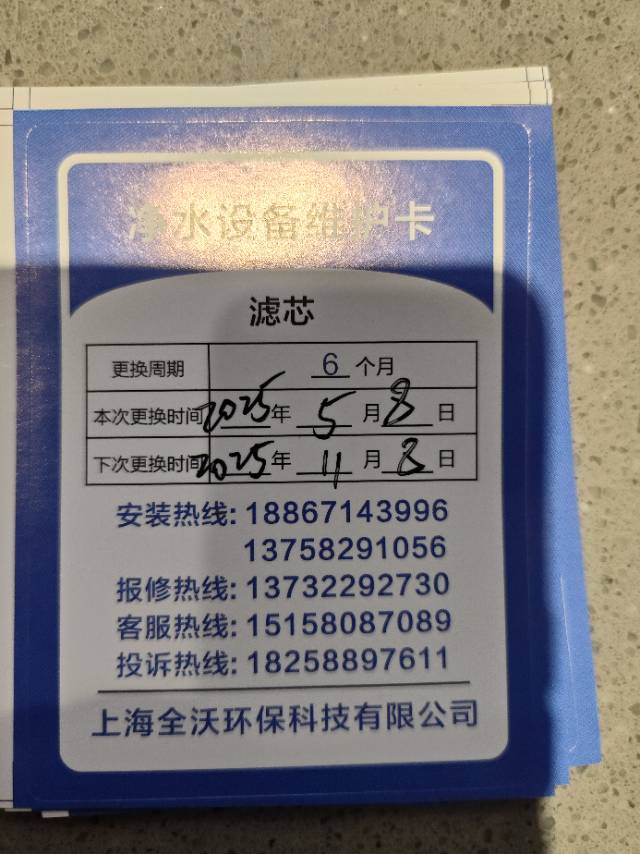 净水设备维护卡
滤芯
更换周期 6 个月
本次更换时间 2025 年 5 月 8 日
下次更换时间 2025 年 11 月 8 日
安装热线: 18867143996
13758291056
报修热线: 13732292730
客服热线: 15158087089
投诉热线: 18258897611
上海全沃环保科技有限公司